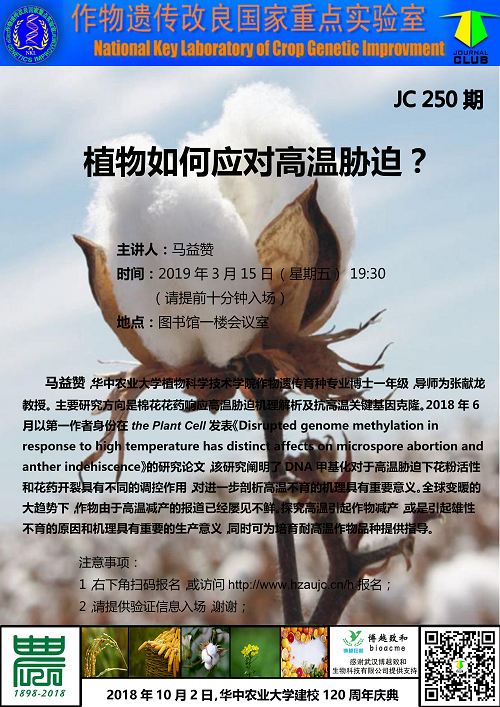 作物遗传改良国家重点实验室
National Key Laboratory of Crop Genetic Improvment
JOURNAL
CLUB
JC 250 期
植物如何应对高温胁迫？
主讲人：马益赞
时间：2019 年 3 月 15 日（星期五） 19:30
（请提前十分钟入场）
地点：图书馆一楼会议室
马益赞，华中农业大学植物科学技术学院作物遗传育种专业博士一年级，导师为张献龙
教授。主要研究方向是棉花花药响应高温胁迫机理解析及抗高温关键基因克隆。2018 年 6
月以第一作者身份在 the Plant Cell 发表《Disrupted genome methylation in
response to high temperature has distinct affects on microspore abortion and
anther indehiscence》的研究论文，该研究阐明了 DNA 甲基化对于高温胁迫下花粉活性
和花药开裂具有不同的调控作用，对进一步剖析高温不育的机理具有重要意义。全球变暖的
大趋势下，作物由于高温减产的报道已经屡见不鲜。探究高温引起作物减产，或是引起雄性
不育的原因和机理具有重要的生产意义，同时可为培育耐高温作物品种提供指导。
注意事项：
1，右下角扫码报名，或访问 http://www.hzaujc.cn/h 报名；
2，请提供验证信息入场，谢谢；
1898-2018
博越致和
bioacme
感谢武汉博越致和
生物科技有限公司提供支持
2018 年 10 月 2 日，华中农业大学建校 120 周年庆典